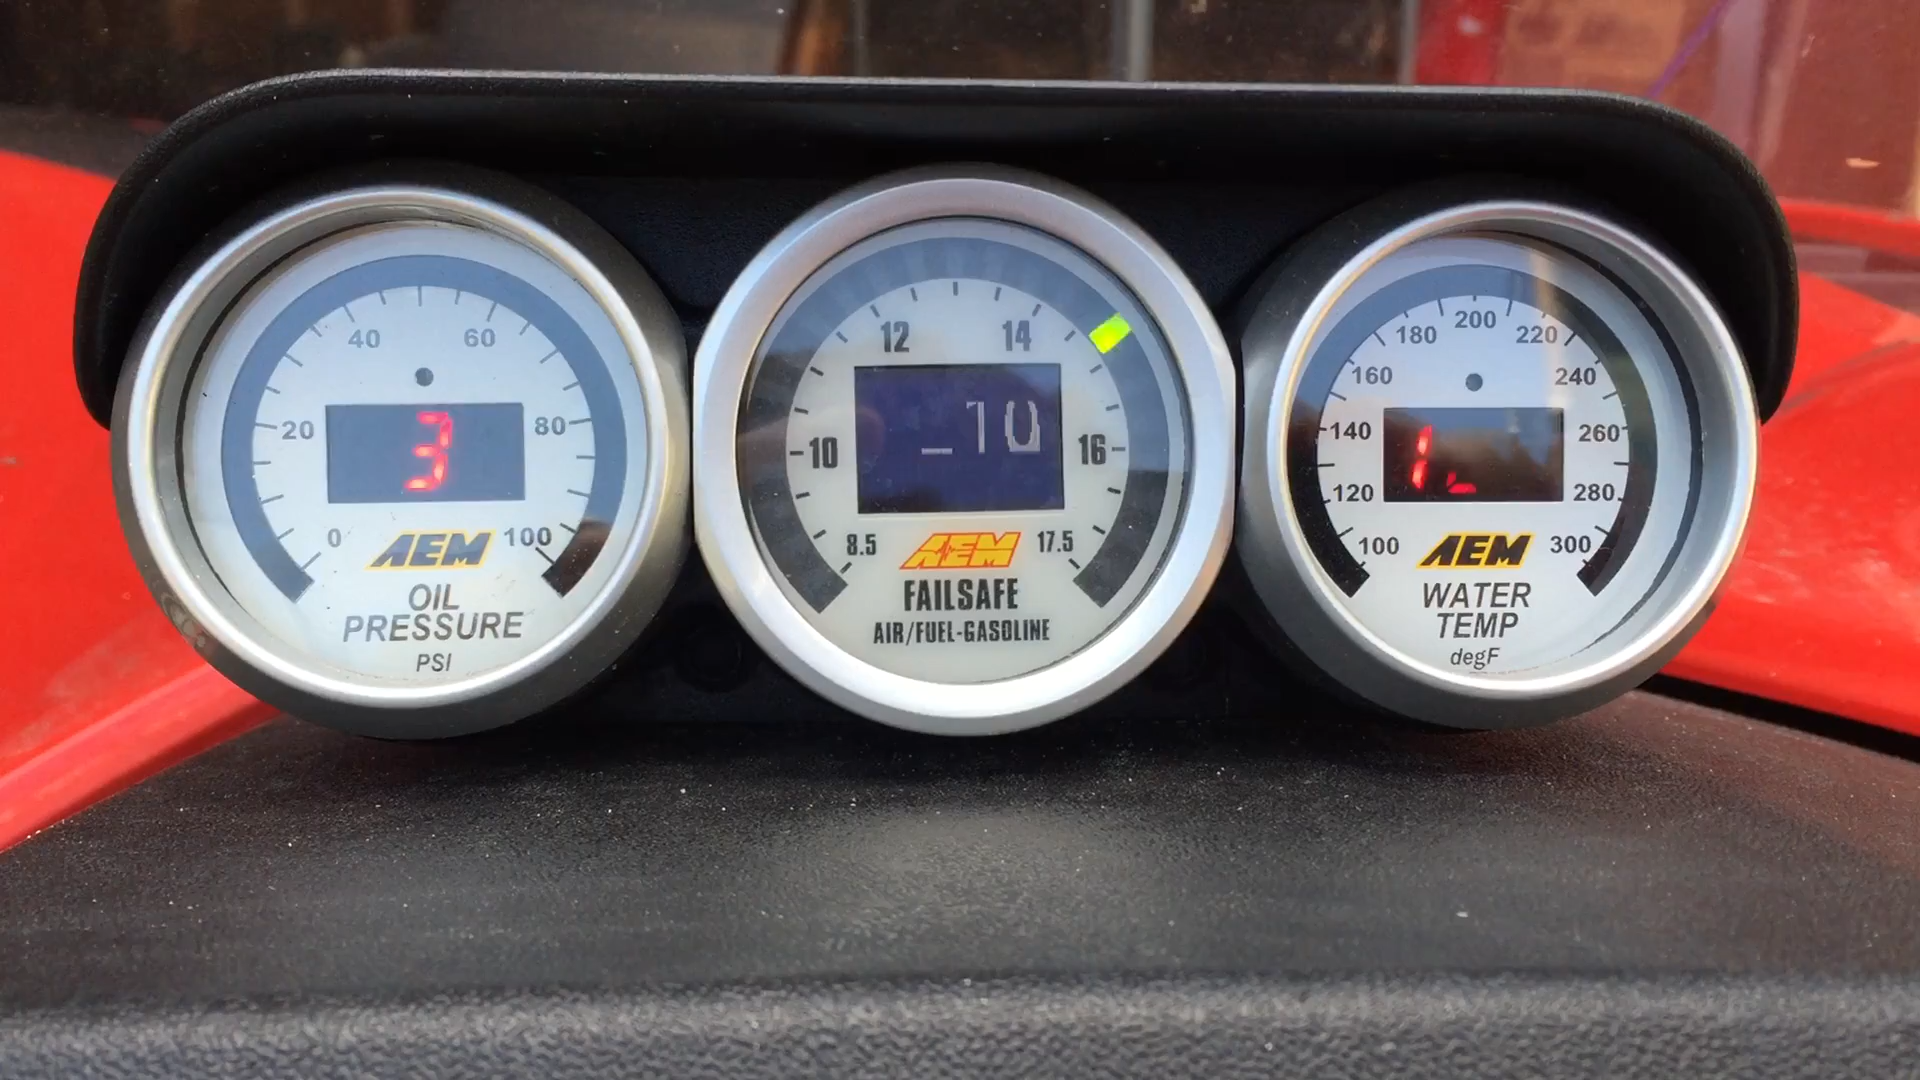 40 60
20 80
3
0 100
AEM
OIL
PRESSURE
PSI
12 14
10 16
8.5 17.5
AEM
FAILSAFE
AIR/FUEL-GASOLINE
180 200 220
160 240
140 260
120 280
100 300
AEM
WATER
TEMP
degF